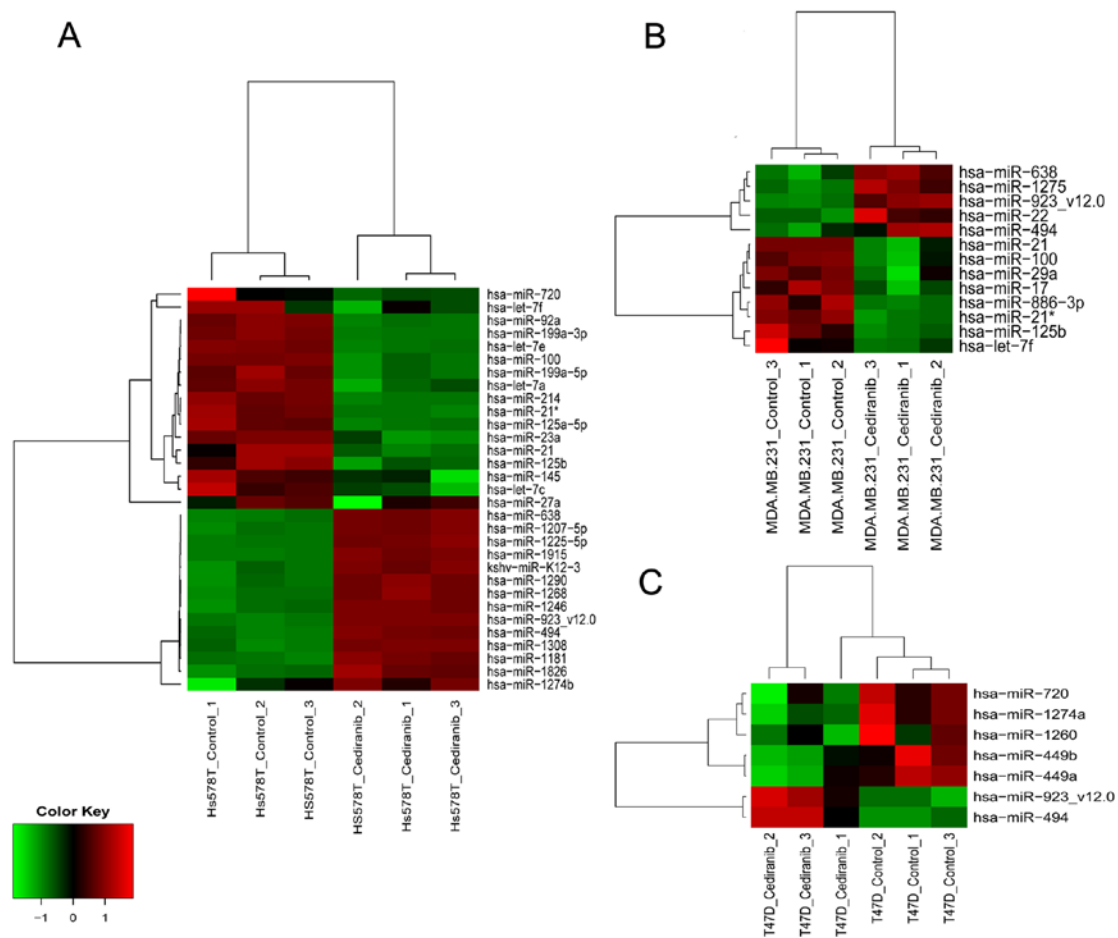 A
hsa-miR-720
hsa-let-7f
hsa-miR-92a
hsa-miR-199a-3p
hsa-let-7e
hsa-miR-100
hsa-miR-199a-5p
hsa-let-7a
hsa-miR-214
hsa-miR-21*
hsa-miR-125a-5p
hsa-miR-23a
hsa-miR-21
hsa-miR-125b
hsa-miR-145
hsa-let-7c
hsa-miR-27a
hsa-miR-638
hsa-miR-1207-5p
hsa-miR-1225-5p
hsa-miR-1915
kshv-miR-K12-3
hsa-miR-1290
hsa-miR-1268
hsa-miR-1246
hsa-miR-923_v12.0
hsa-miR-494
hsa-miR-1308
hsa-miR-1181
hsa-miR-1826
hsa-miR-1274b
Hs578T_Control_1
Hs578T_Control_2
HS578T_Control_3
HS578T_Cediranib_2
Hs578T_Cediranib_1
Hs578T_Cediranib_3
Color Key
−1 0 1
B
hsa-miR-638
hsa-miR-1275
hsa-miR-923_v12.0
hsa-miR-22
hsa-miR-494
hsa-miR-21
hsa-miR-100
hsa-miR-29a
hsa-miR-17
hsa-miR-886-3p
hsa-miR-21*
hsa-miR-125b
hsa-let-7f
MDA.MB.231_Control_3
MDA.MB.231_Control_1
MDA.MB.231_Control_2
MDA.MB.231_Cediranib_3
MDA.MB.231_Cediranib_1
MDA.MB.231_Cediranib_2
C
hsa-miR-720
hsa-miR-1274a
hsa-miR-1260
hsa-miR-449b
hsa-miR-449a
hsa-miR-923_v12.0
hsa-miR-494
T47D_Cediranib_2
T47D_Cediranib_3
T47D_Cediranib_1
T47D_Control_2
T47D_Control_1
T47D_Control_3